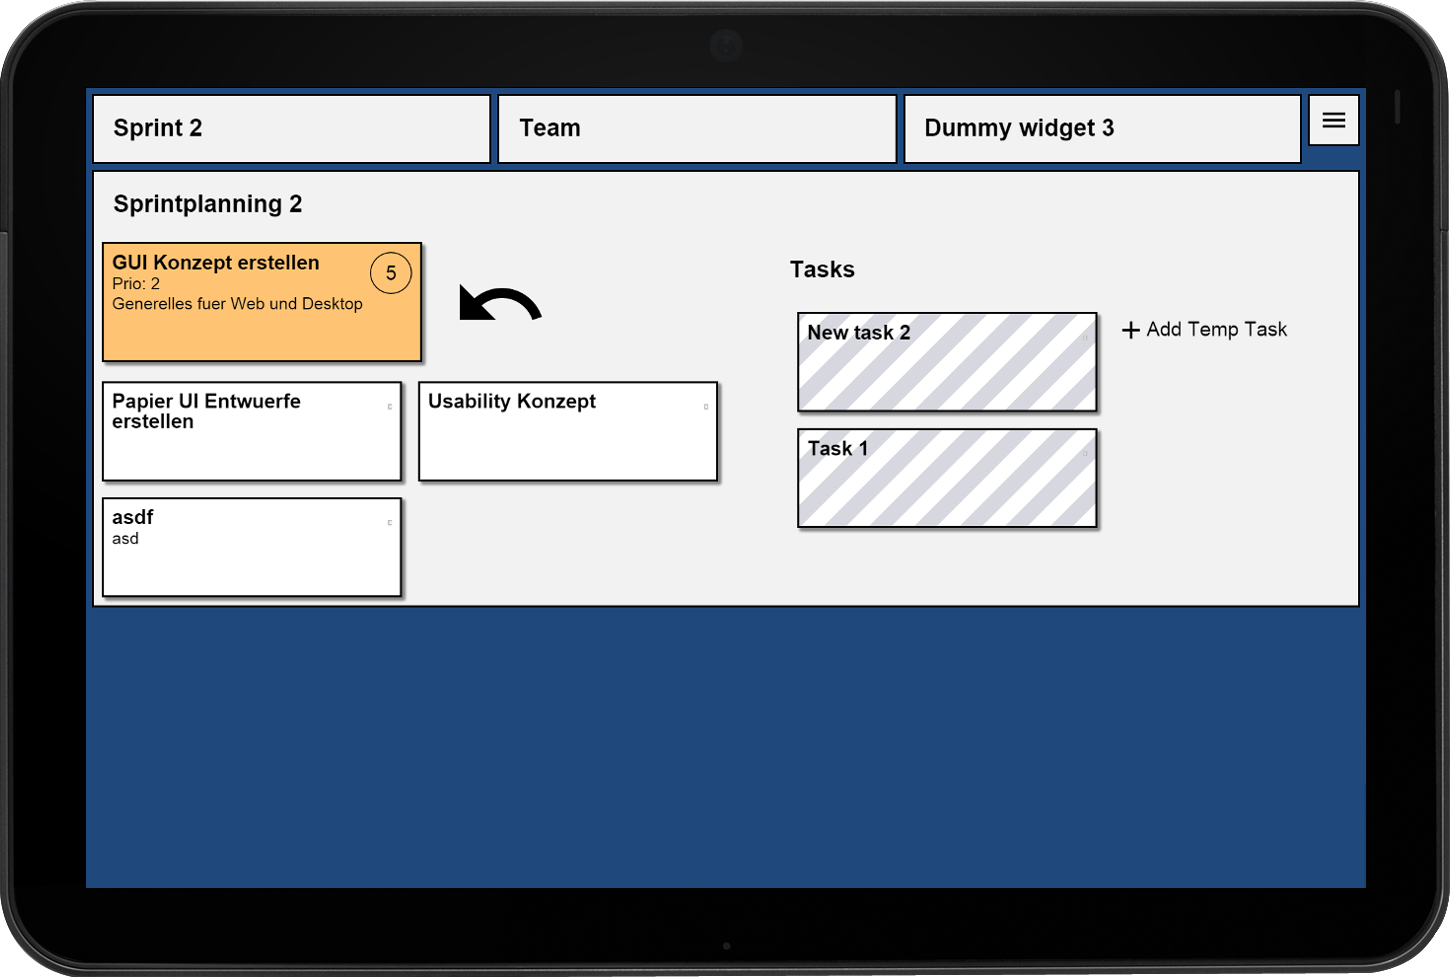 Sprint 2
Team
Dummy widget 3
Sprintplanning 2
GUI Konzept erstellen
5
Prio: 2
Generelles fuer Web und Desktop
Papier UI Entwuerfe
erstellen
Usability Konzept
asdf
asd
Tasks
New task 2
Add Temp Task
Task 1